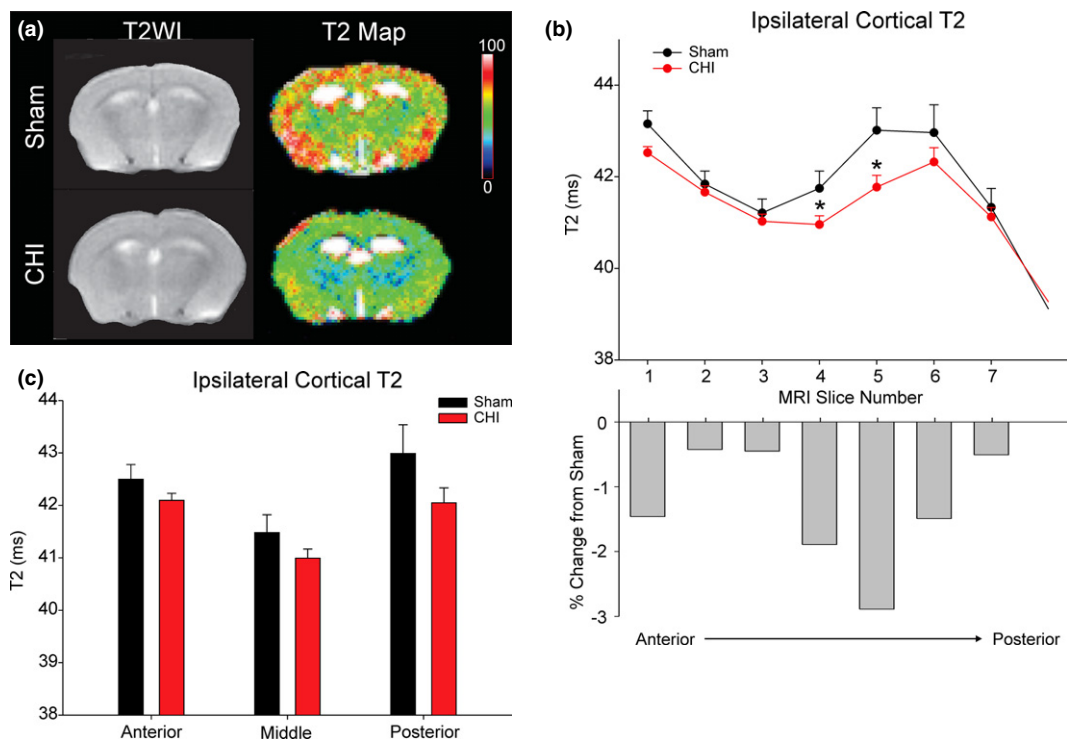 (a)
T2WI
T2 Map
Sham
CHI
100
0
(b)
Ipsilateral Cortical T2
Sham
CHI
T2 (ms)
44
42
40
38
*
*
1 2 3 4 5 6 7
MRI Slice Number
% Change from Sham
0
-1
-2
-3
Anterior
Posterior
(c)
Ipsilateral Cortical T2
Sham
CHI
T2 (ms)
44
43
42
41
40
39
38
Anterior Middle Posterior